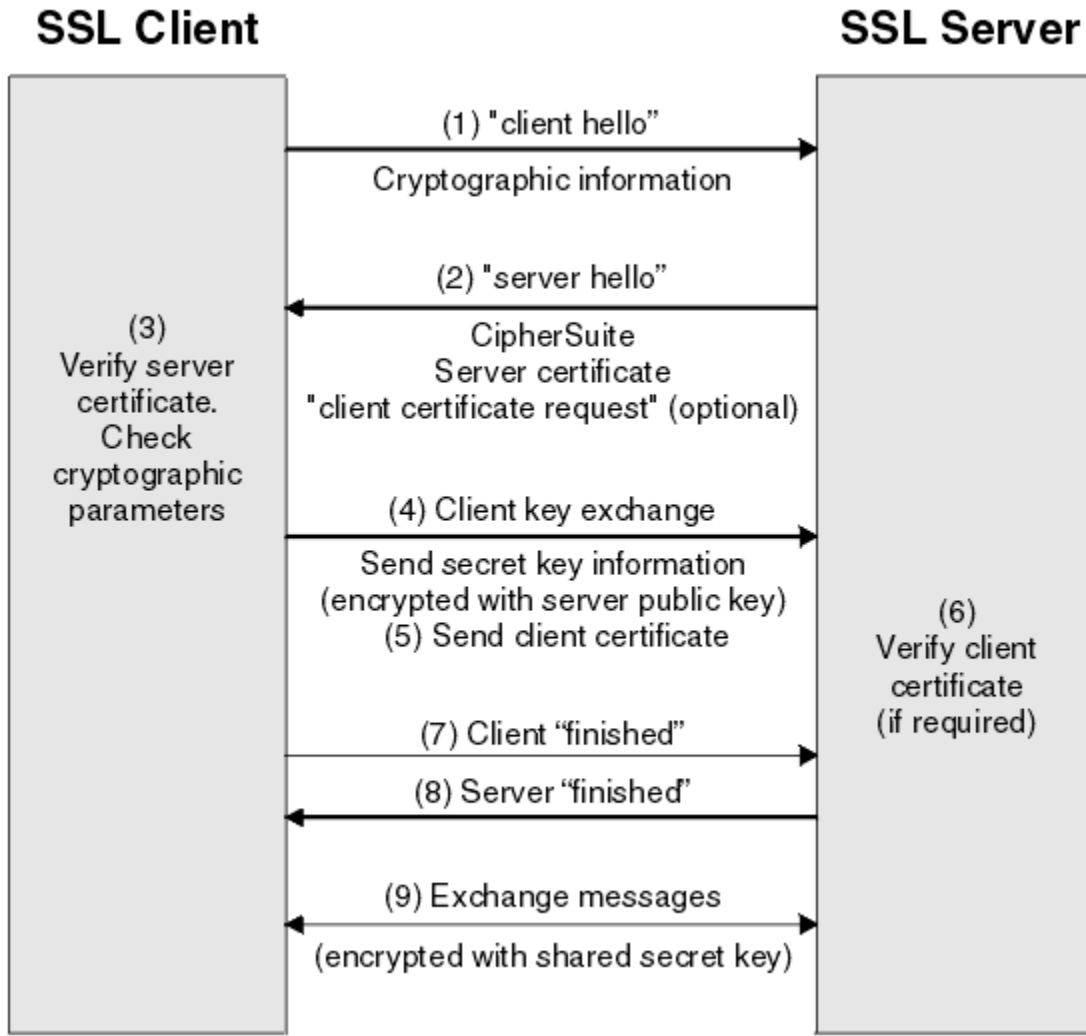 SSL Client
SSL Server
(1) "client hello”
Cryptographic information
(2) "server hello”
CipherSuite
Server certificate
"client certificate request" (optional)
(3)
Verify server
certificate.
Check
cryptographic
parameters
(4) Client key exchange
Send secret key information
(encrypted with server public key)
(5) Send client certificate
(6)
Verify client
certificate
(if required)
(7) Client “finished”
(8) Server “finished”
(9) Exchange messages
(encrypted with shared secret key)